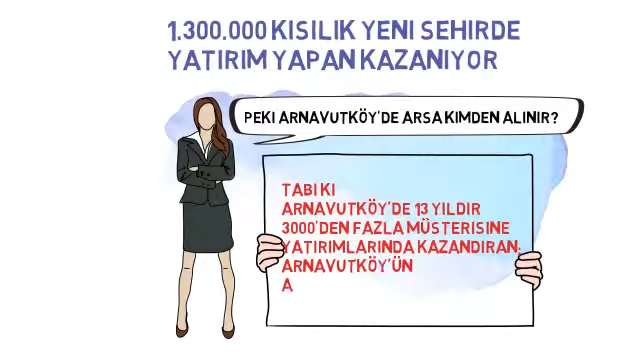 1.300.000 KISILIK YENI SEHIRDE
YATIRIM YAPAN KAZANIYOR
PEKI ARNAVUTKÖY'DE ARSA KIMDEN ALINIR?
TABI KI
ARNAVUTKÖY'DE 13 YILDIR
3000'DEN FAZLA MÜSTERISINE
YATIRIMLARINDA KAZANDIRAN;
ARNAVUTKÖY'ÜN
A